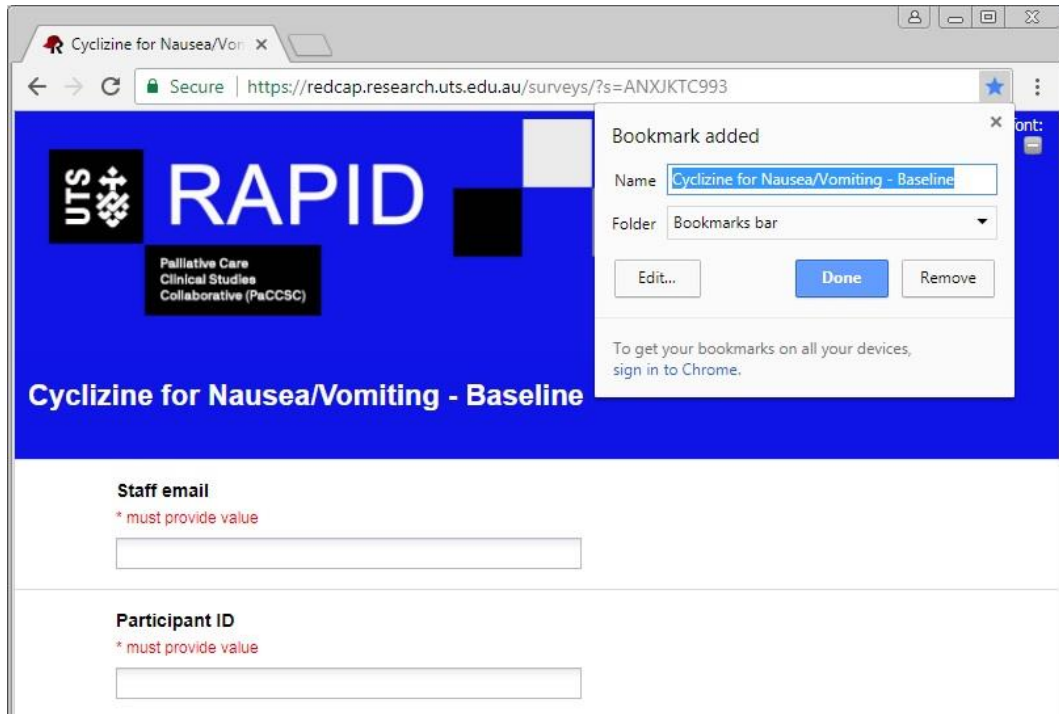 Cyclizine for Nausea/Von
Secure | https://redcap.research.uts.edu.au/surveys/?s=ANXJKTC993
Bookmark added
ont:
Name Cyclizine for Nausea/Vomiting - Baseline
Folder Bookmarks bar
Edit... Done Remove
To get your bookmarks on all your devices,
sign in to Chrome.
UTS
RAPID
Palliative Care
Clinical Studies
Collaborative (PaCCSC)
Cyclizine for Nausea/Vomiting - Baseline
Staff email
* must provide value
Participant ID
* must provide value